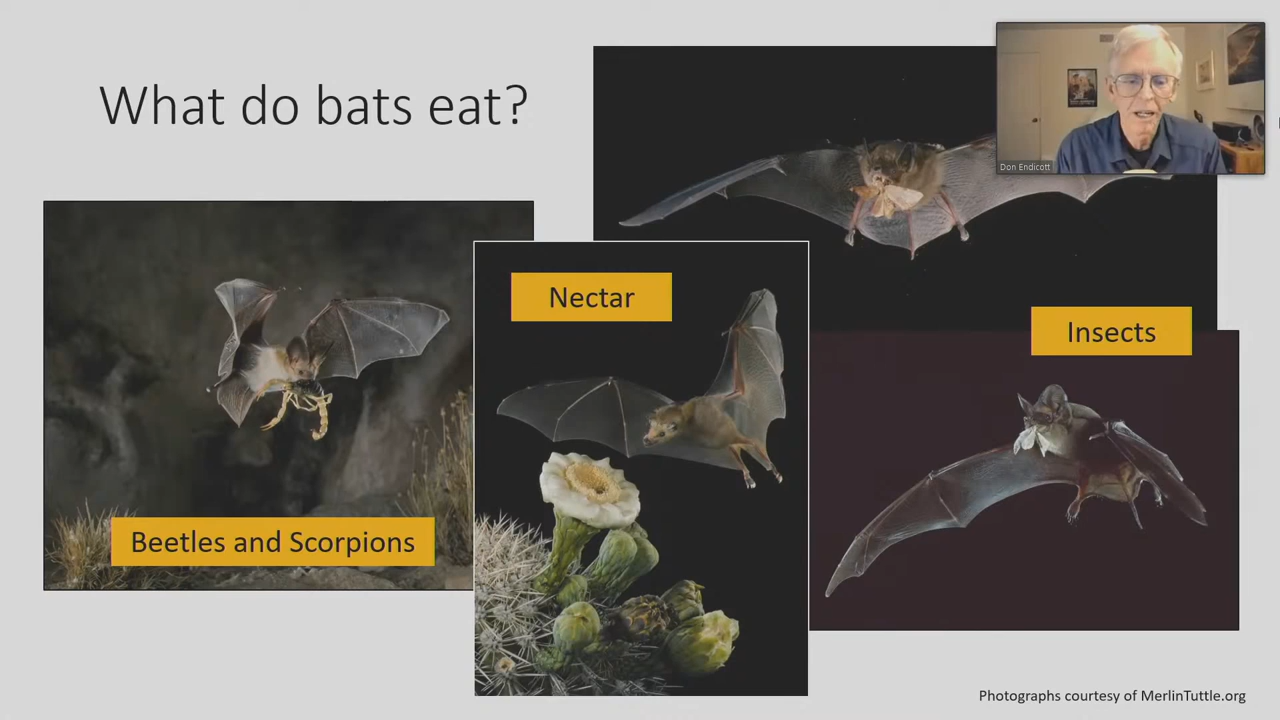 What do bats eat?
Don Endicott
Nectar
Insects
Beetles and Scorpions
Photographs courtesy of MerlinTuttle.org